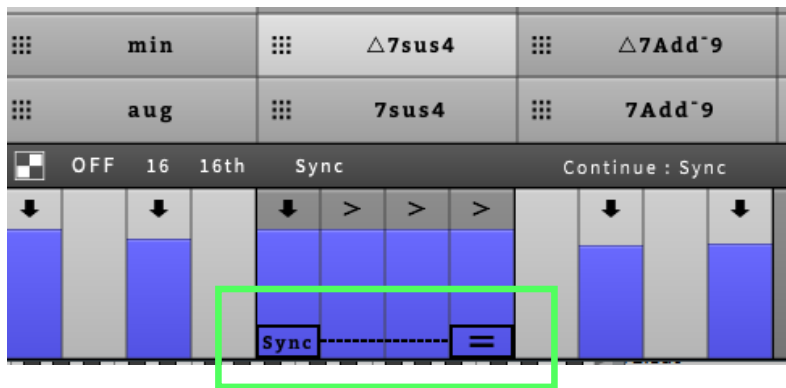 min △7sus4 △7Add⁻9
aug 7sus4 7Add⁻9
OFF 16 16th Sync Continue : Sync
> > >
Sync =